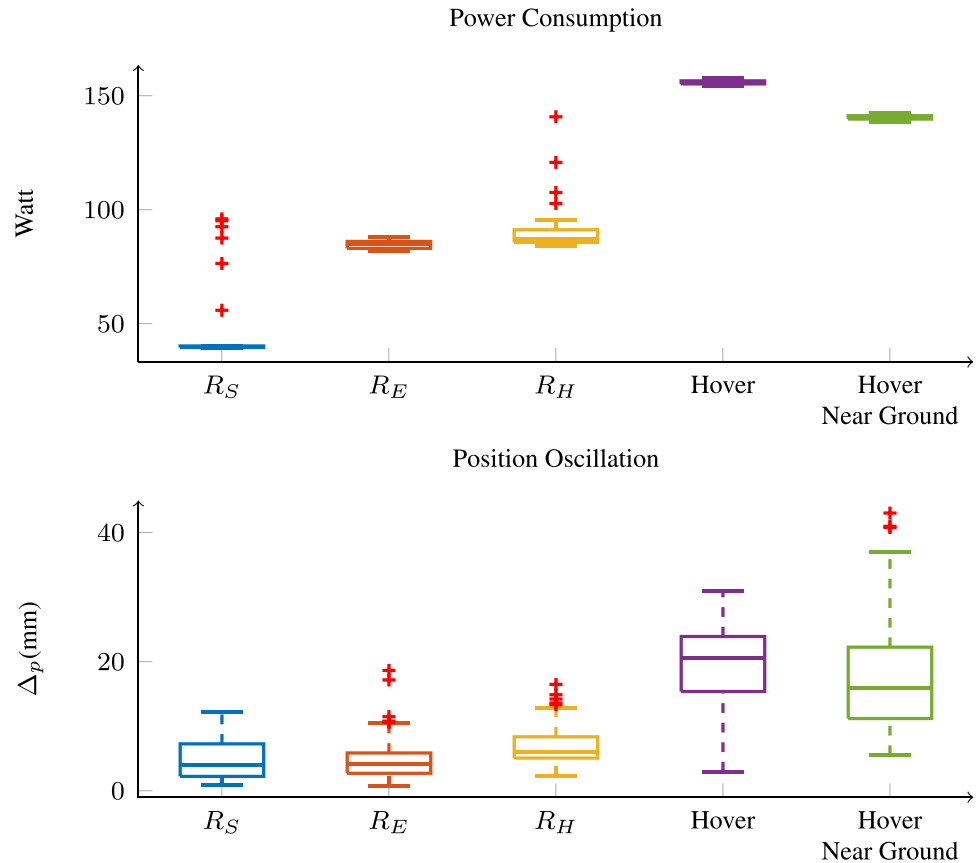 Power Consumption
150
100
50
Watt
R_S
R_E
R_H
Hover
Hover
Near Ground
Position Oscillation
40
20
0
Δ_p(mm)
R_S
R_E
R_H
Hover
Hover
Near Ground